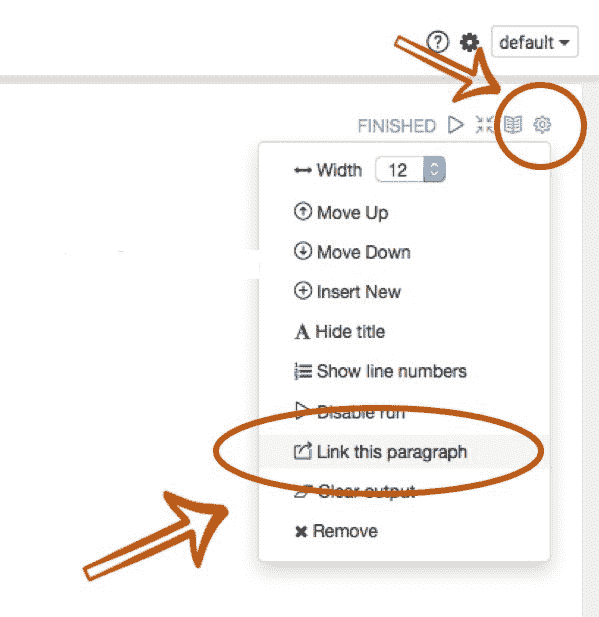 default
FINISHED
Width 12
Move Up
Move Down
Insert New
Hide title
Show line numbers
Disable run
Link this paragraph
Clear output
Remove